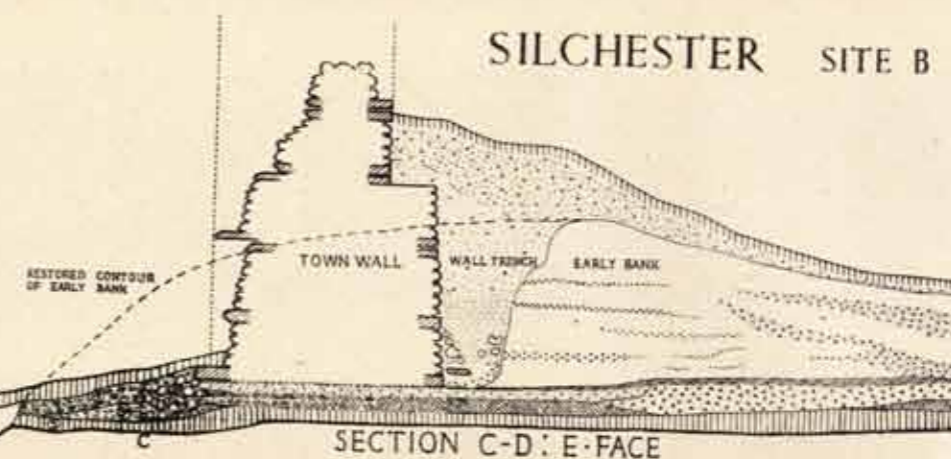 SILCHESTER SITE B
RESTORED CONTOUR
OF EARLY BANK
TOWN WALL
WALL TRENCH
EARLY BANK
C
SECTION C-D: E·FACE